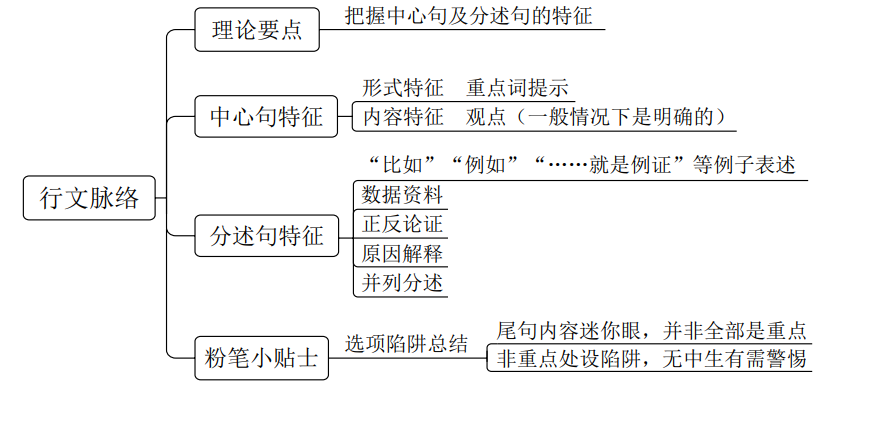 行文脉络
理论要点
把握中心句及分述句的特征
中心句特征
形式特征 重点词提示
内容特征 观点（一般情况下是明确的）
分述句特征
“比如”“例如”“……就是例证”等例子表述
数据资料
正反论证
原因解释
并列分述
粉笔小贴士
选项陷阱总结
尾句内容迷你眼，并非全部是重点
非重点处设陷阱，无中生有需警惕